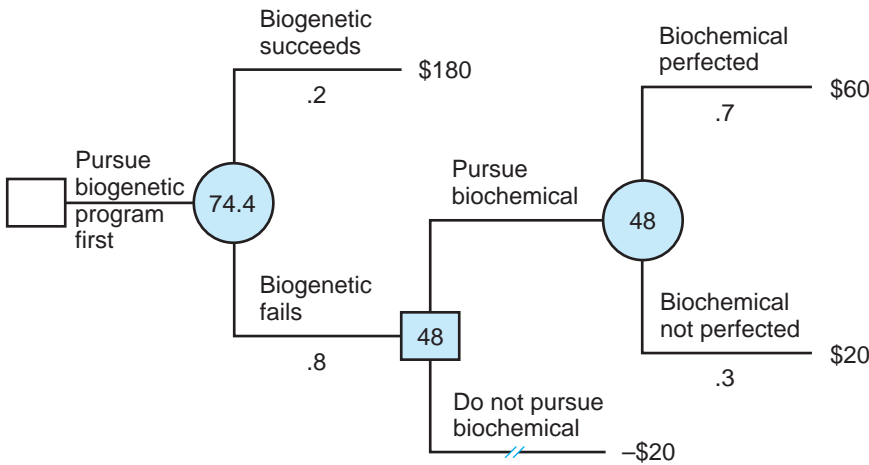 Biogenetic
succeeds
.2
$180
Pursue
biogenetic
program
first
74.4
Biogenetic
fails
.8
48
Pursue
biochemical
48
Biochemical
perfected
.7
$60
Biochemical
not perfected
.3
$20
Do not pursue
biochemical
–$20